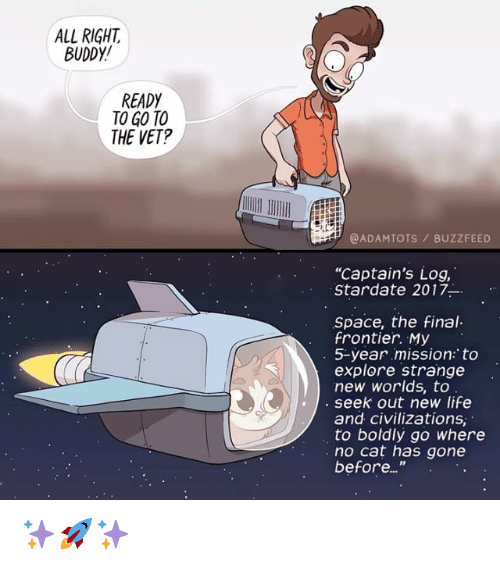 ALL RIGHT,
BUDDY!
READY
TO GO TO
THE VET?
@ADAMTOTS / BUZZFEED
"Captain's Log,
Stardate 2017—
Space, the final
frontier. My
5-year mission: to
explore strange
new worlds, to
seek out new life
and civilizations,
to boldly go where
no cat has gone
before..."